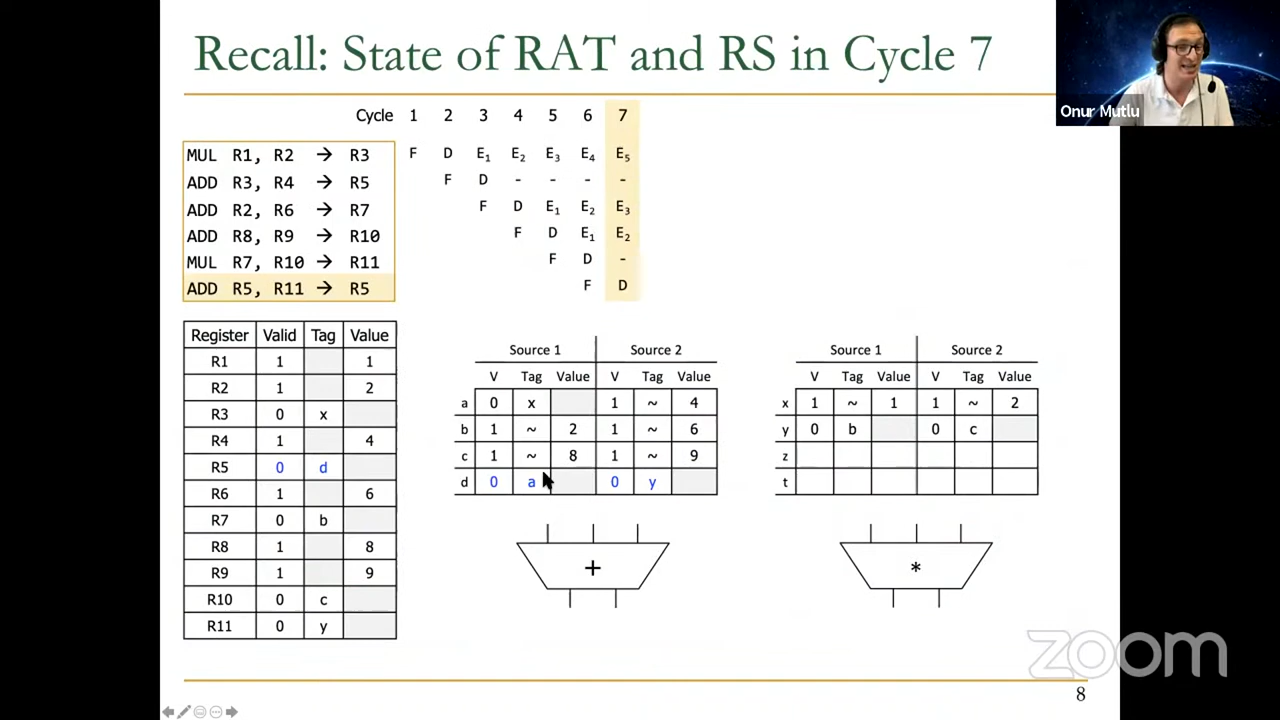 Recall: State of RAT and RS in Cycle 7
Onur Mutlu
Cycle 1 2 3 4 5 6 7
MUL R1, R2 → R3 F D E₁ E₂ E₃ E₄ E₅
ADD R3, R4 → R5 F D - - - -
ADD R2, R6 → R7 F D E₁ E₂ E₃
ADD R8, R9 → R10 F D E₁ E₂
MUL R7, R10 → R11 F D -
ADD R5, R11 → R5 F D
Register Valid Tag Value
R1 1 1
R2 1 2
R3 0 x
R4 1 4
R5 0 d
R6 1 6
R7 0 b
R8 1 8
R9 1 9
R10 0 c
R11 0 y
Source 1 Source 2
V Tag Value V Tag Value
a 0 x 1 ~ 4
b 1 ~ 2 1 ~ 6
c 1 ~ 8 1 ~ 9
d 0 a 0 y
+
Source 1 Source 2
V Tag Value V Tag Value
x 1 ~ 1 1 ~ 2
y 0 b 0 c
z
t
*
zoom
8